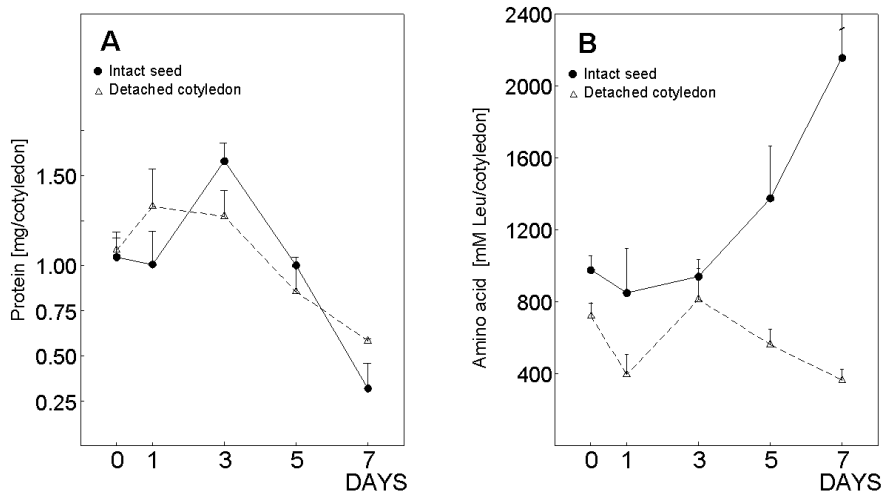 A
Intact seed
Detached cotyledon
Protein [mg/cotyledon]
1.50
1.00
0.75
0.50
0.25
0 1 3 5 7
DAYS
B
Intact seed
Detached cotyledon
Amino acid [mM Leu/cotyledon]
2400
2000
1600
1200
800
400
0 1 3 5 7
DAYS